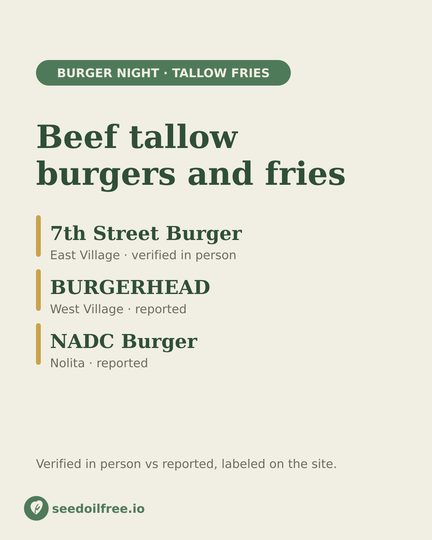 BURGER NIGHT · TALLOW FRIES
Beef tallow
burgers and fries
7th Street Burger
East Village · verified in person
BURGERHEAD
West Village · reported
NADC Burger
Nolita · reported
Verified in person vs reported, labeled on the site.
seedoilfree.io